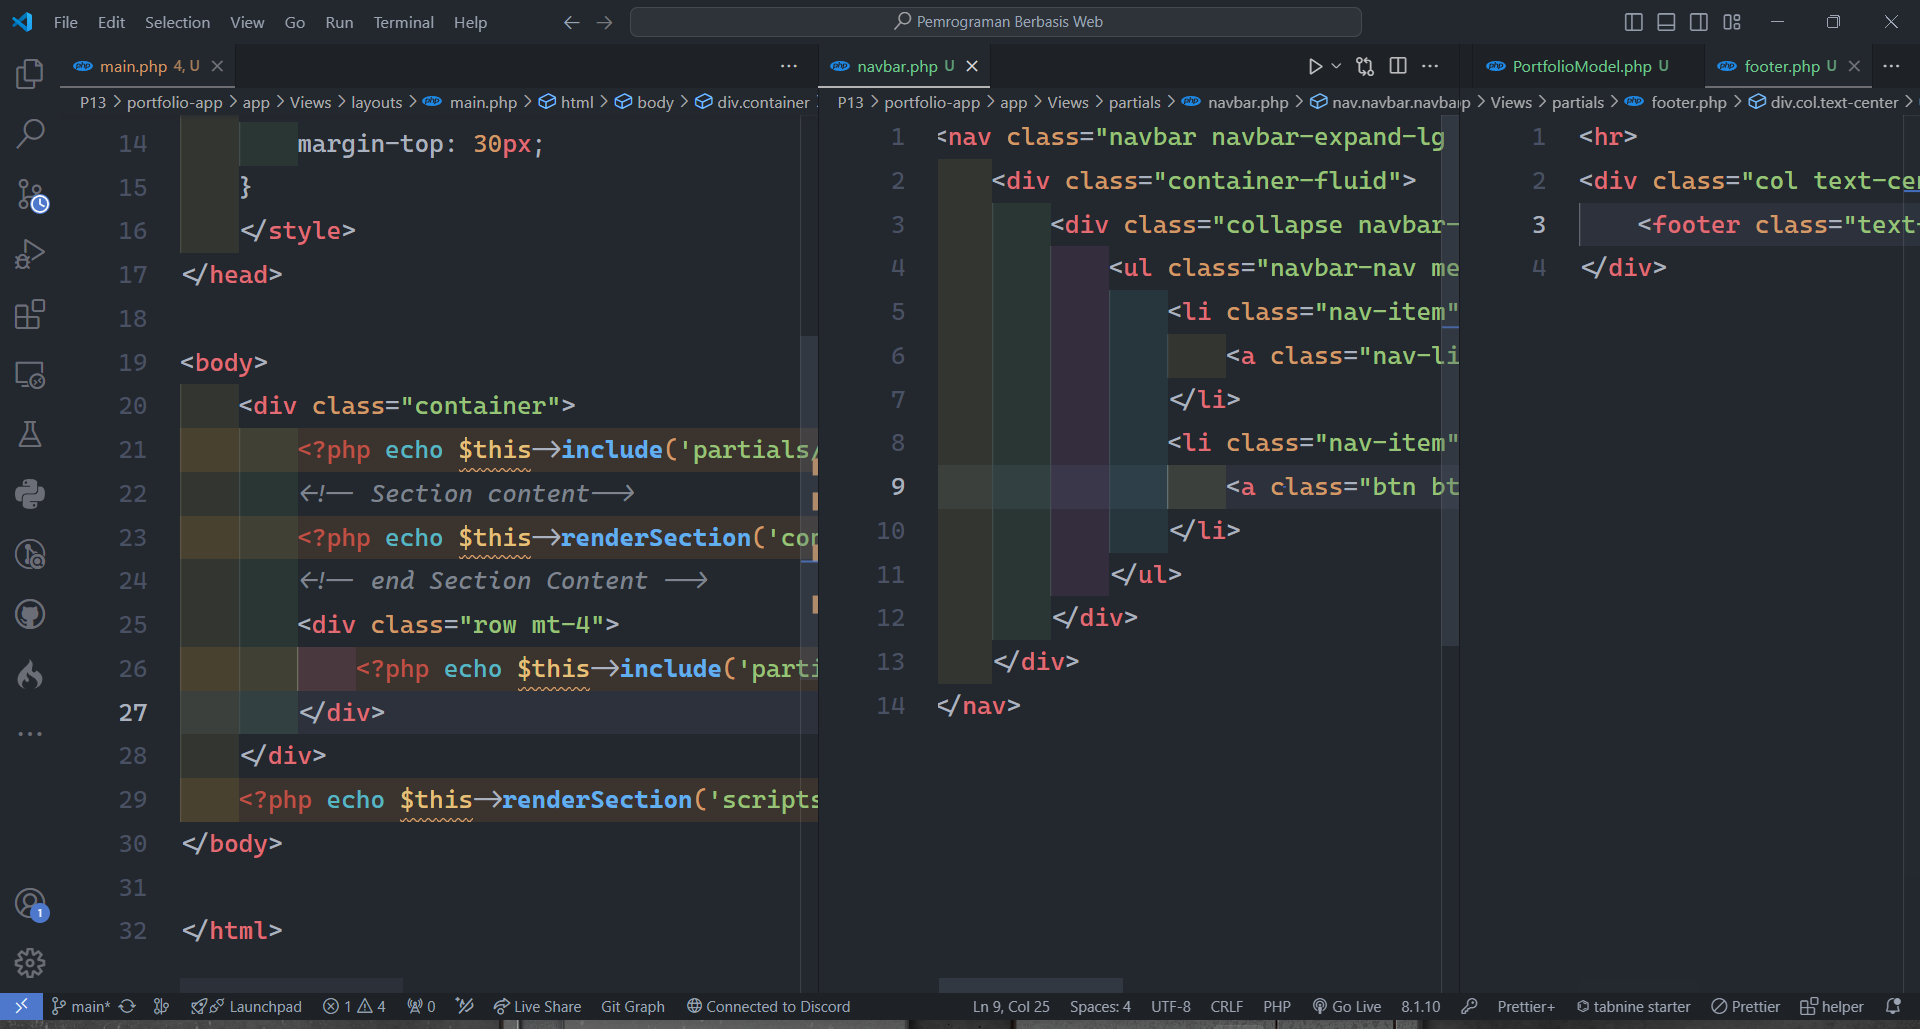 File Edit Selection View Go Run Terminal Help
Pemrograman Berbasis Web
main.php 4, U
navbar.php U
PortfolioModel.php U
footer.php U
P13 > portfolio-app > app > Views > layouts > main.php > html > body > div.container
P13 > portfolio-app > app > Views > partials > navbar.php > nav.navbar.navba
p > Views > partials > footer.php > div.col.text-center >
14 margin-top: 30px;
15 }
16 </style>
17 </head>
18
19 <body>
20 <div class="container">
21 <?php echo $this->include('partials/
22 <!-- Section content-->
23 <?php echo $this->renderSection('con
24 <!-- end Section Content -->
25 <div class="row mt-4">
26 <?php echo $this->include('parti
27 </div>
28 </div>
29 <?php echo $this->renderSection('scripts
30 </body>
31
32 </html>
1 <nav class="navbar navbar-expand-lg
2 <div class="container-fluid">
3 <div class="collapse navbar-
4 <ul class="navbar-nav me
5 <li class="nav-item"
6 <a class="nav-li
7 </li>
8 <li class="nav-item"
9 <a class="btn bt
10 </li>
11 </ul>
12 </div>
13 </div>
14 </nav>
1 <hr>
2 <div class="col text-cen
3 <footer class="text-
4 </div>
1
main* Launchpad 1 4 0 Live Share Git Graph Connected to Discord Ln 9, Col 25 Spaces: 4 UTF-8 CRLF PHP Go Live 8.1.10 Prettier+ tabnine starter Prettier helper